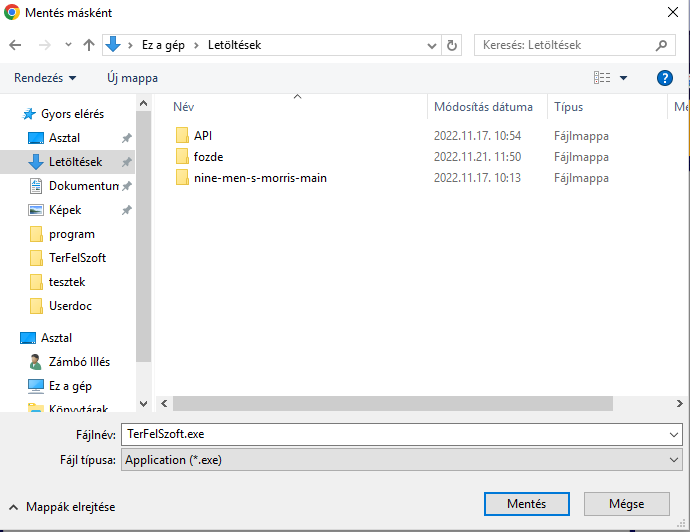 Mentés másként
Ez a gép
Letöltések
Keresés: Letöltések
Rendezés
Új mappa
Gyors elérés
Asztal
Letöltések
Dokumentum
Képek
program
TerFelSzoft
tesztek
Userdoc
Asztal
Zámbó Illés
Ez a gép
Könyvtárak
Név
Módosítás dátuma
Típus
Mé
API
2022.11.17. 10:54
Fájlmappa
fozde
2022.11.21. 11:50
Fájlmappa
nine-men-s-morris-main
2022.11.17. 10:13
Fájlmappa
Fájlnév:
TerFelSzoft.exe
Fájl típusa:
Application (*.exe)
Mappák elrejtése
Mentés
Mégse